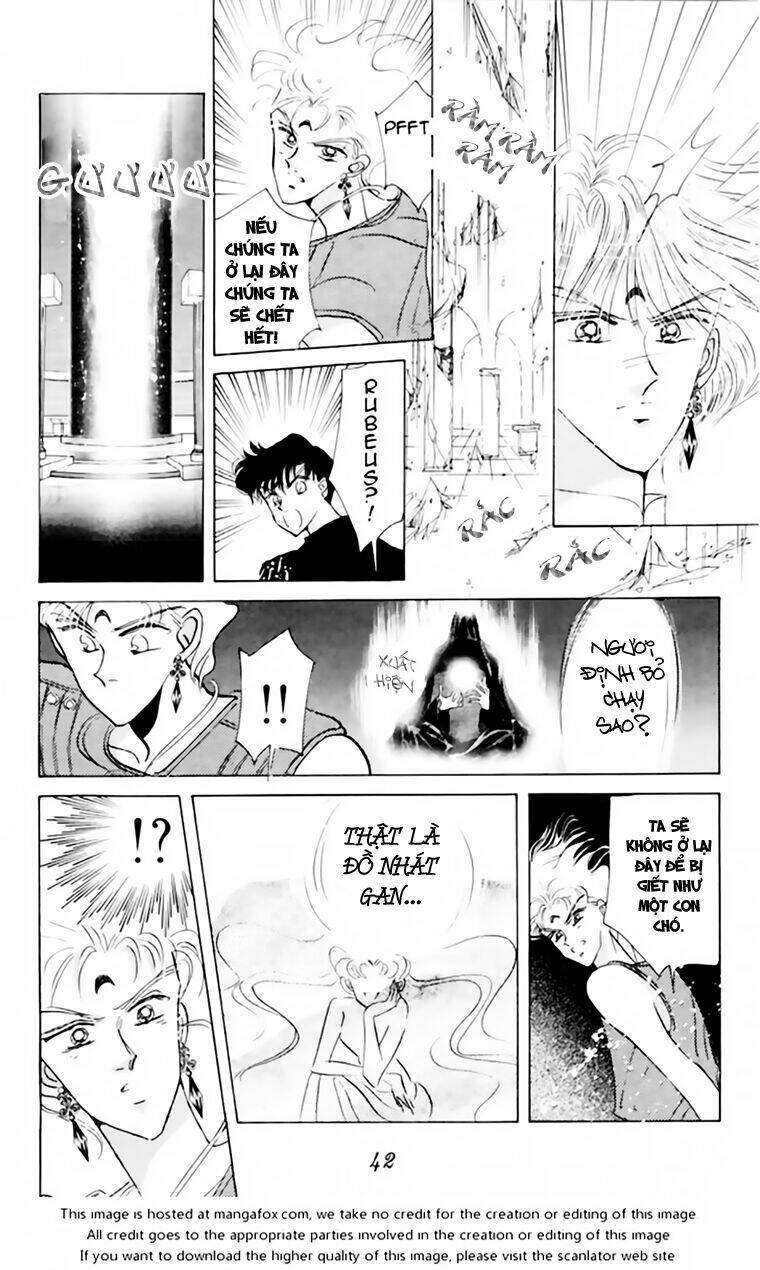 RẦM RẦM
RẦM
PFFT
NẾU
CHÚNG TA
Ở LẠI ĐÂY
CHÚNG TA
SẼ CHẾT
HẾT!
GỪ Ừ Ừ Ừ
RUBEUS?!
RẮC
RẮC
NGƯƠI
ĐỊNH BỎ
CHẠY
SAO?
XUẤT
HIỆN
!!
TA SẼ
KHÔNG Ở LẠI
ĐÂY ĐỂ BỊ
GIẾT NHƯ
MỘT CON
CHÓ.
THẬT LÀ
ĐỒ NHÁT
GAN...
!?
42
This image is hosted at mangafox.com, we take no credit for the creation or editing of this image
All credit goes to the appropriate parties involved in the creation or editing of this image
If you want to download the higher quality of this image, please visit the scanlator web site